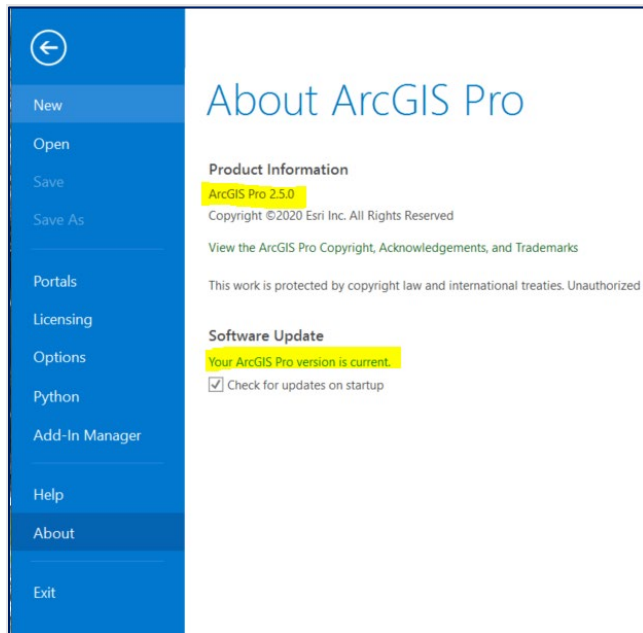 New
Open
Save
Save As
Portals
Licensing
Options
Python
Add-In Manager
Help
About
Exit
About ArcGIS Pro
Product Information
ArcGIS Pro 2.5.0
Copyright ©2020 Esri Inc. All Rights Reserved
View the ArcGIS Pro Copyright, Acknowledgements, and Trademarks
This work is protected by copyright law and international treaties. Unauthorized
Software Update
Your ArcGIS Pro version is current.
Check for updates on startup